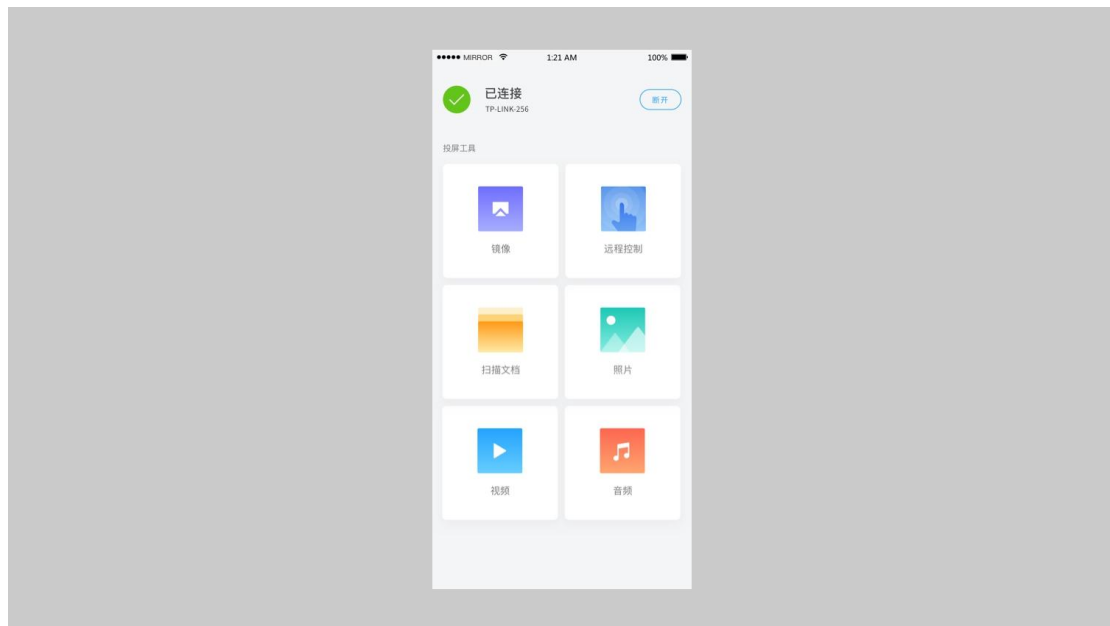 MIRROR 1:21 AM 100%
已连接
TP-LINK-256
断开
投屏工具
镜像 远程控制
扫描文档 照片
视频 音频